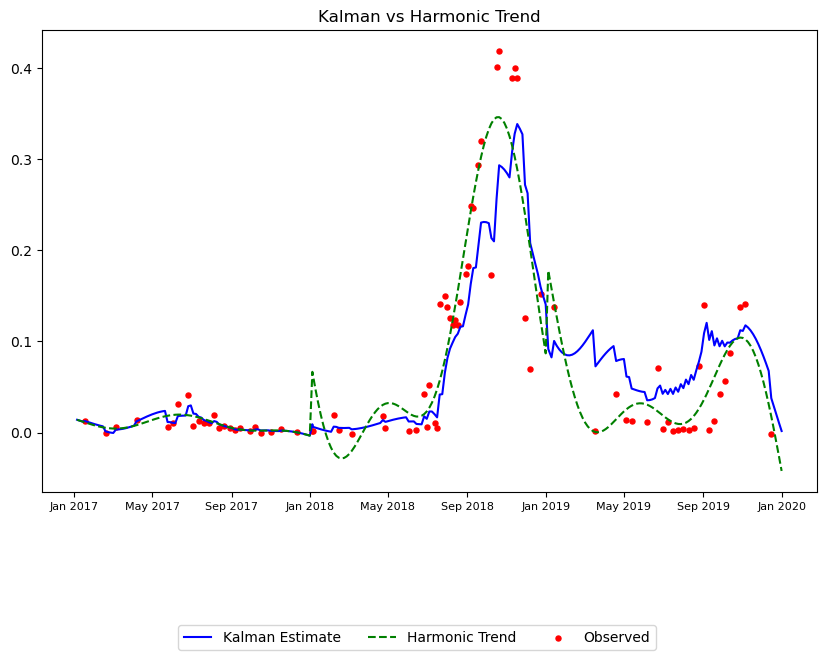 Kalman vs Harmonic Trend
0.4
0.3
0.2
0.1
0.0
Jan 2017 May 2017 Sep 2017 Jan 2018 May 2018 Sep 2018 Jan 2019 May 2019 Sep 2019 Jan 2020
Kalman Estimate Harmonic Trend Observed